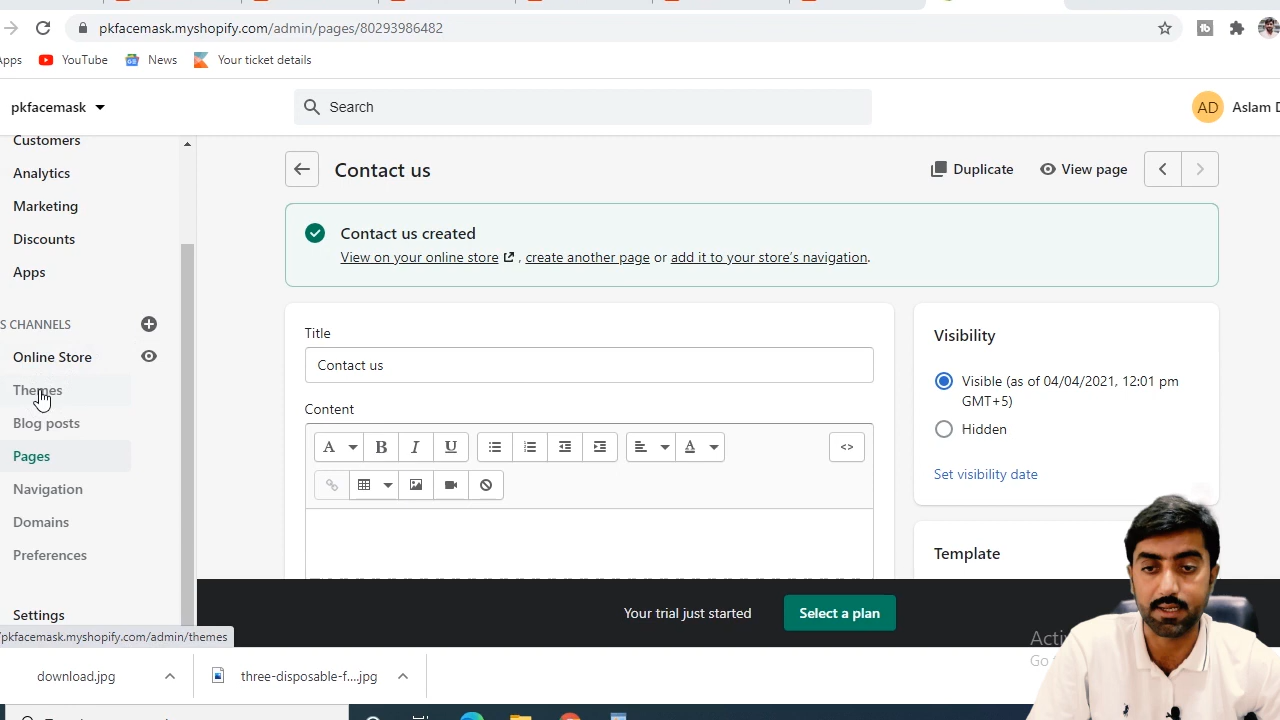 pkfacemask.myshopify.com/admin/pages/80293986482
YouTube News Your ticket details
pkfacemask Search AD Aslam D
Customers
Analytics
Marketing
Discounts
Apps
S CHANNELS
Online Store
Themes
Blog posts
Pages
Navigation
Domains
Preferences
Settings
Contact us
Duplicate View page
Contact us created
View on your online store , create another page or add it to your store's navigation.
Title
Contact us
Content
A B I U A <>
Visibility
Visible (as of 04/04/2021, 12:01 pm
GMT+5)
Hidden
Set visibility date
Template
Your trial just started Select a plan
pkfacemask.myshopify.com/admin/themes
download.jpg three-disposable-f....jpg